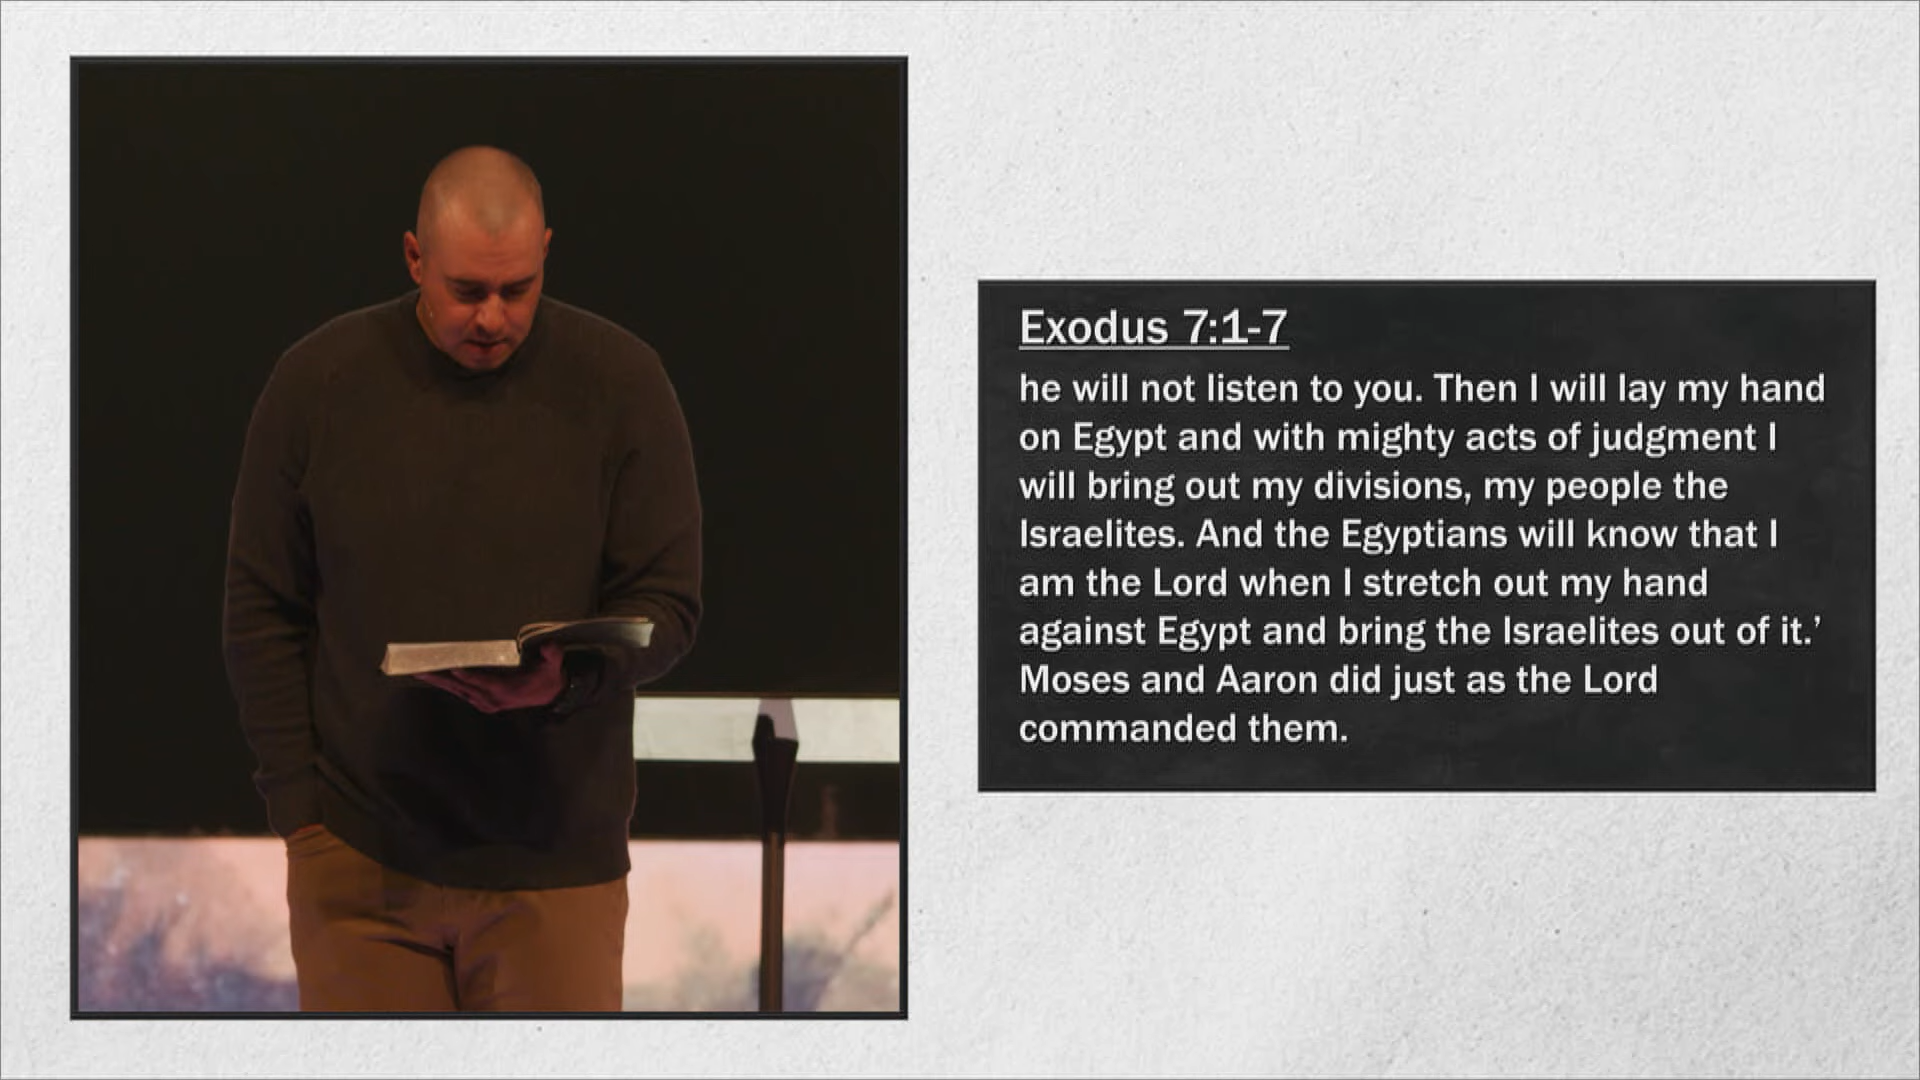 Exodus 7:1-7
he will not listen to you. Then I will lay my hand
on Egypt and with mighty acts of judgment I
will bring out my divisions, my people the
Israelites. And the Egyptians will know that I
am the Lord when I stretch out my hand
against Egypt and bring the Israelites out of it.’
Moses and Aaron did just as the Lord
commanded them.